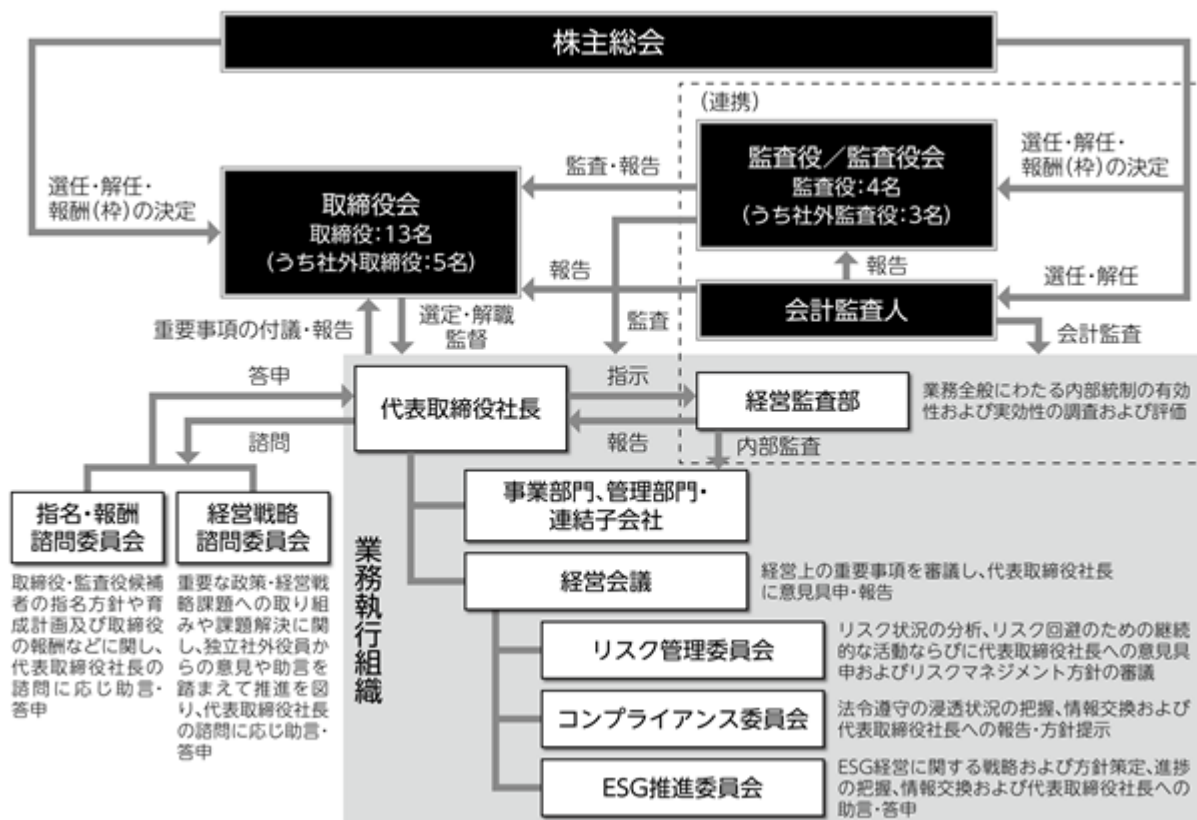 株主総会
(連携)
監査役／監査役会
監査役：4名
(うち社外監査役：3名)
選任・解任・
報酬(枠)の決定
監査・報告
選任・解任・
報酬(枠)の決定
取締役会
取締役：13名
(うち社外取締役：5名)
報告
報告
選任・解任
会計監査人
重要事項の付議・報告
選定・解職
監督
監査
会計監査
答申
代表取締役社長
指示
経営監査部
業務全般にわたる内部統制の有効
性および実効性の調査および評価
諮問
報告
内部監査
指名・報酬
諮問委員会
経営戦略
諮問委員会
事業部門、管理部門・
連結子会社
業務執行組織
取締役・監査役候補
者の指名方針や育
成計画及び取締役
の報酬などに関し、
代表取締役社長の
諮問に応じ助言・
答申
重要な政策・経営戦
略課題への取り組
みや課題解決に関
し、独立社外役員か
らの意見や助言を
踏まえて推進を図
り、代表取締役社長
の諮問に応じ助言・
答申
経営会議
経営上の重要事項を審議し、代表取締役社長
に意見具申・報告
リスク管理委員会
リスク状況の分析、リスク回避のための継続
的な活動ならびに代表取締役社長への意見具
申およびリスクマネジメント方針の審議
コンプライアンス委員会
法令遵守の浸透状況の把握、情報交換および
代表取締役社長への報告・方針提示
ESG推進委員会
ESG経営に関する戦略および方針策定、進捗
の把握、情報交換および代表取締役社長への
助言・答申